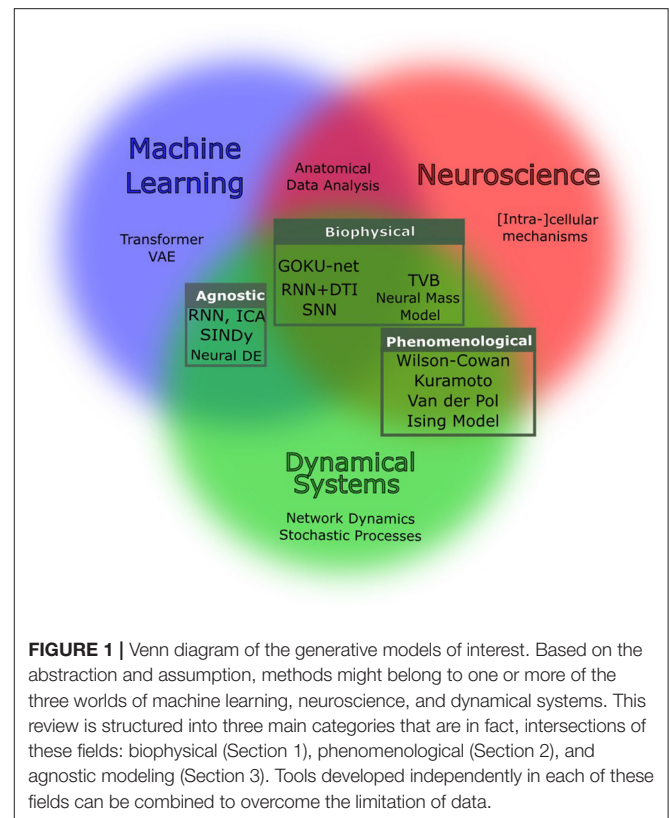 Machine
Learning
Neuroscience
Anatomical
Data Analysis
[Intra-]cellular
mechanisms
Transformer
VAE
Biophysical
GOKU-net
RNN+DTI
SNN
TVB
Neural Mass
Model
Agnostic
RNN, ICA
SINDy
Neural DE
Phenomenological
Wilson-Cowan
Kuramoto
Van der Pol
Ising Model
Dynamical
Systems
Network Dynamics
Stochastic Processes
FIGURE 1 | Venn diagram of the generative models of interest. Based on the
abstraction and assumption, methods might belong to one or more of the
three worlds of machine learning, neuroscience, and dynamical systems. This
review is structured into three main categories that are in fact, intersections of
these fields: biophysical (Section 1), phenomenological (Section 2), and
agnostic modeling (Section 3). Tools developed independently in each of these
fields can be combined to overcome the limitation of data.